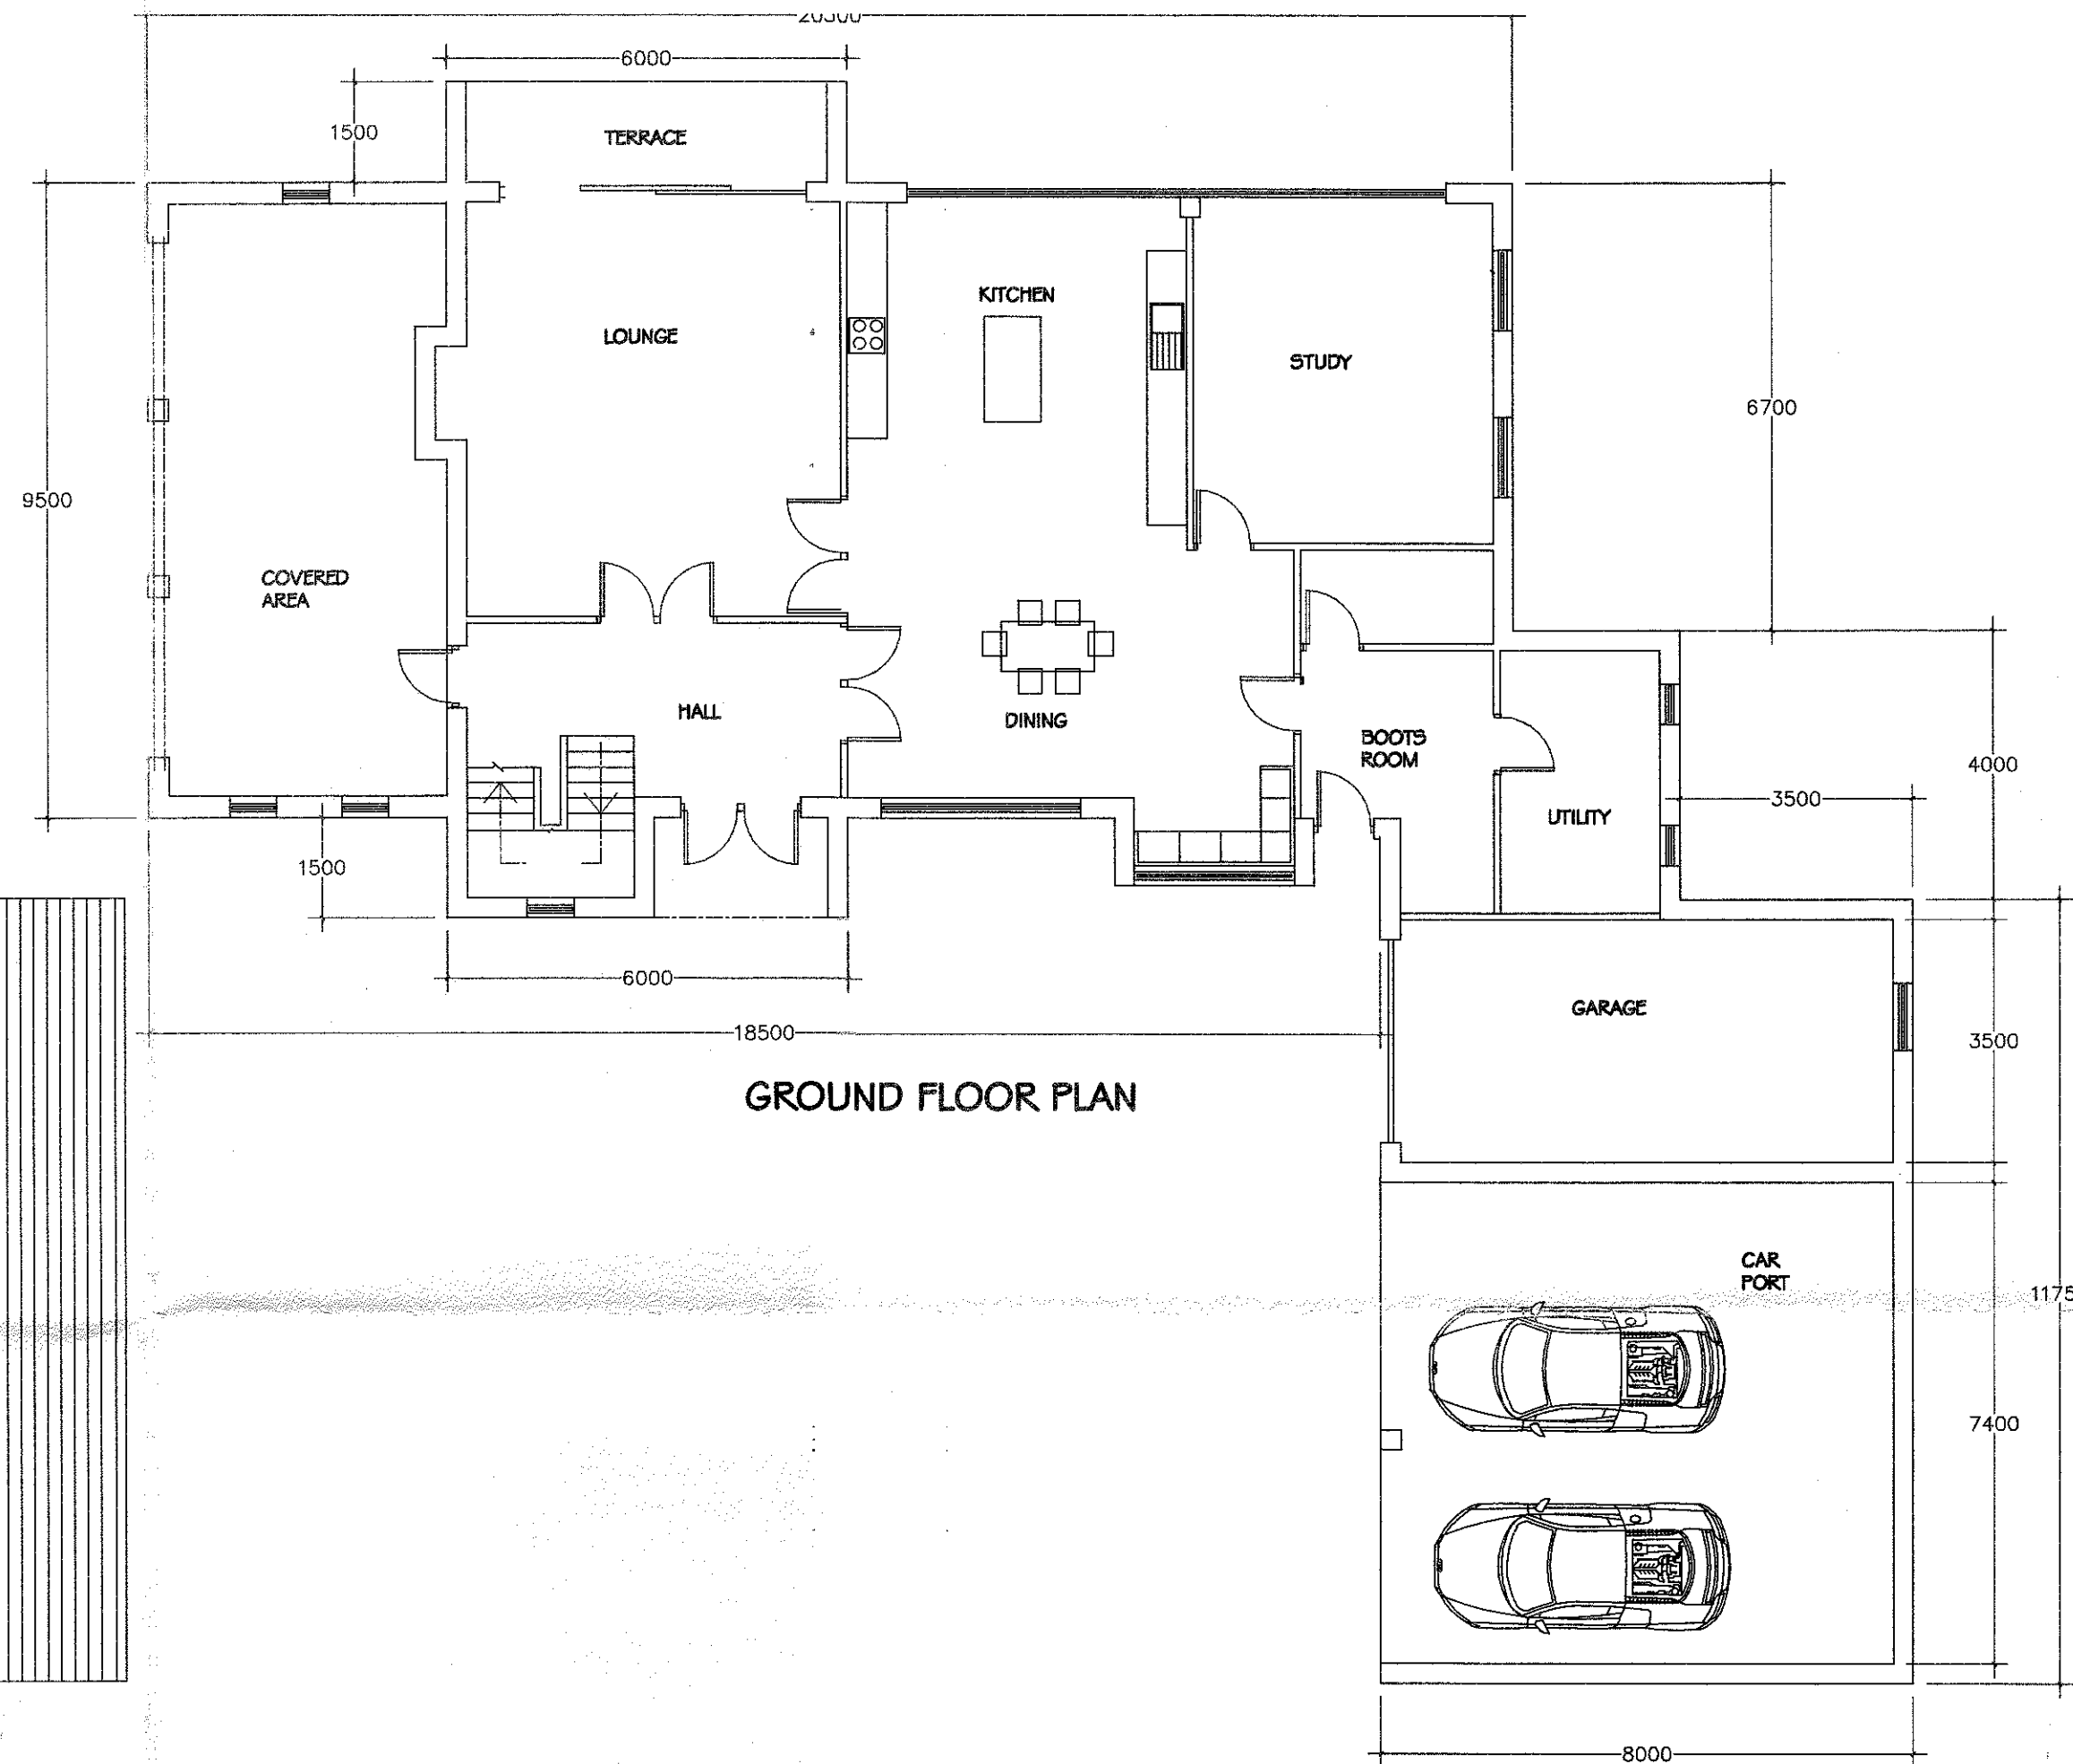 6000
1500
TERRACE
KITCHEN
LOUNGE
STUDY
6700
9500
COVERED
AREA
HALL
DINING
BOOTS
ROOM
4000
3500
UTILITY
1500
6000
GARAGE
18500
3500
GROUND FLOOR PLAN
CAR
PORT
7400
8000